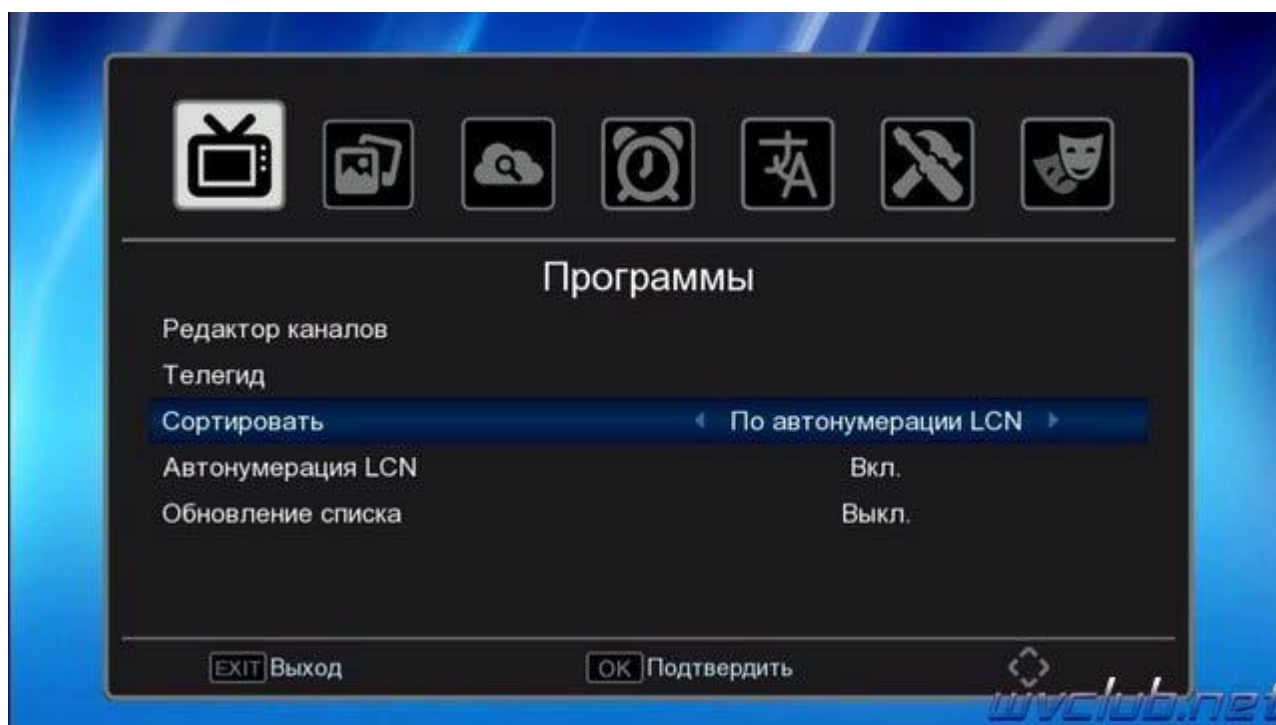 Программы
Редактор каналов
Телегид
Сортировать По автонумерации LCN
Автонумерация LCN Вкл.
Обновление списка Выкл.
EXIT Выход OK Подтвердить
wvclub.net